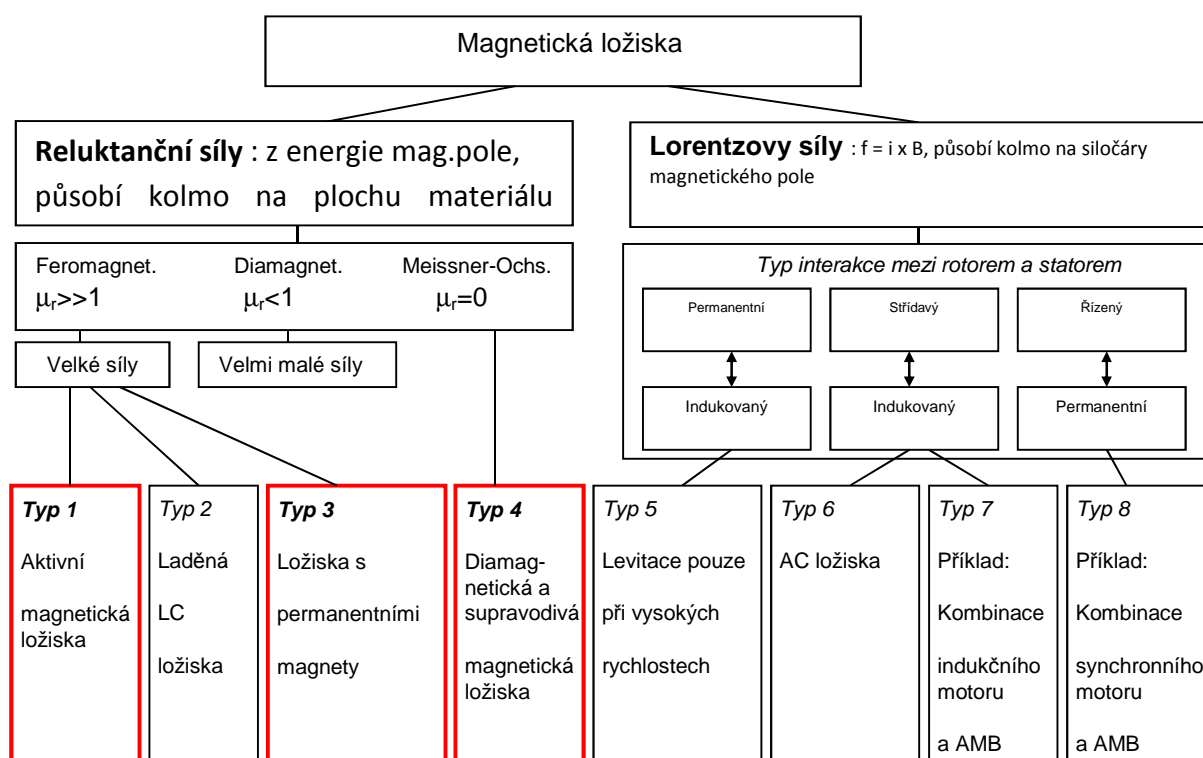 Magnetická ložiska
Reluktanční síly : z energie mag.pole,
působí kolmo na plochu materiálu
Lorentzovy síly : f = i x B, působí kolmo na siločáry
magnetického pole
Feromagnet.
μr>>1
Diamagnet.
μr<1
Meissner-Ochs.
μr=0
Velké síly
Velmi malé síly
Typ interakce mezi rotorem a statorem
Permanentní
Střídavý
Řízený
Indukovaný
Indukovaný
Permanentní
Typ 1
Aktivní
magnetická
ložiska
Typ 2
Laděná
LC
ložiska
Typ 3
Ložiska s
permanentními
magnety
Typ 4
Diamag-
netická a
supravodivá
magnetická
ložiska
Typ 5
Levitace pouze
při vysokých
rychlostech
Typ 6
AC ložiska
Typ 7
Příklad:
Kombinace
indukčního
motoru
a AMB
Typ 8
Příklad:
Kombinace
synchronního
motoru
a AMB